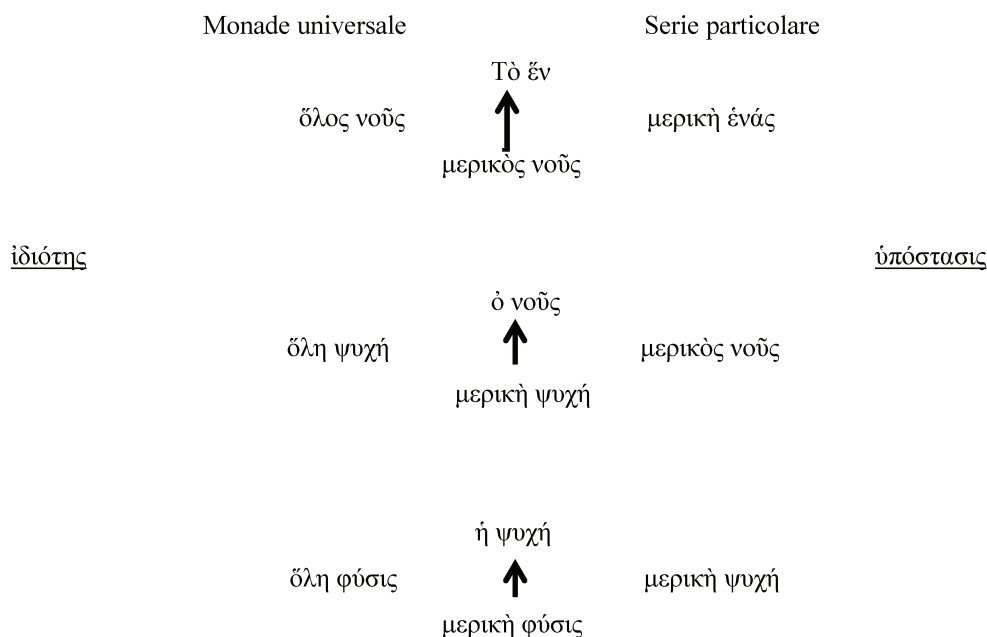 Monade universale Serie particolare
Τὸ ἕν
ὅλος νοῦς μερικὴ ἑνάς
μερικὸς νοῦς
ἰδιότης ὑπόστασις
ὁ νοῦς
ὅλη ψυχή μερικὸς νοῦς
μερικὴ ψυχή
ἡ ψυχή
ὅλη φύσις μερικὴ ψυχή
μερικὴ φύσις